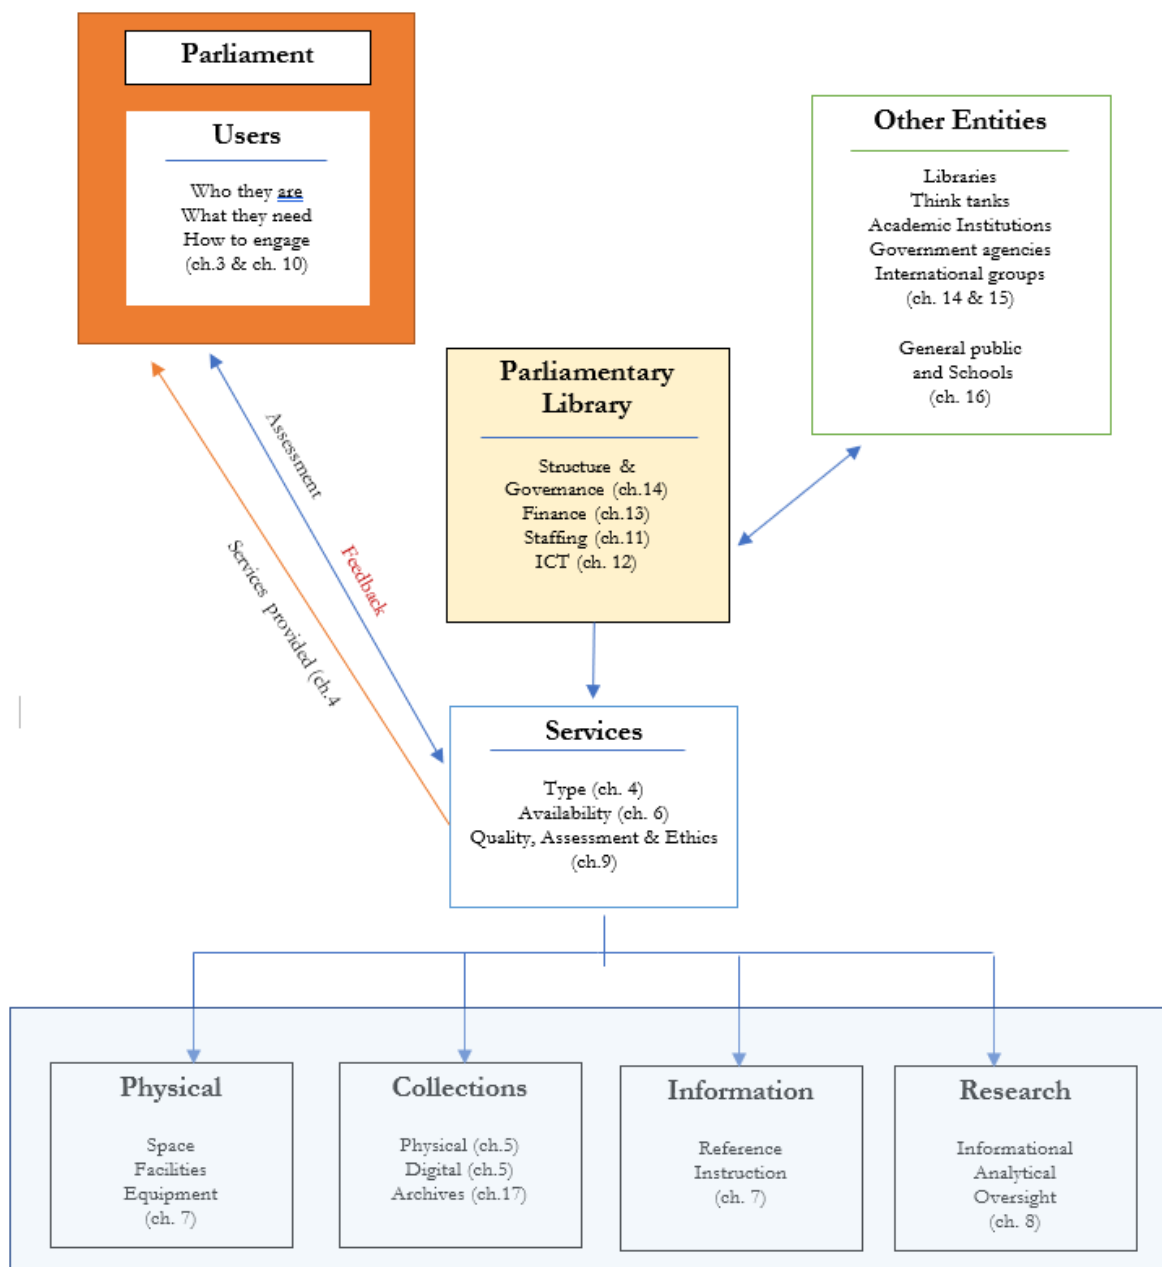 Parliament
Users
Who they are
What they need
How to engage
(ch.3 & ch. 10)
Other Entities
Libraries
Think tanks
Academic Institutions
Government agencies
International groups
(ch. 14 & 15)
General public
and Schools
(ch. 16)
Parliamentary
Library
Structure &
Governance (ch.14)
Finance (ch.13)
Staffing (ch.11)
ICT (ch. 12)
Assessment
Feedback
Services provided (ch.4
Services
Type (ch. 4)
Availability (ch. 6)
Quality, Assessment & Ethics
(ch.9)
Physical
Space
Facilities
Equipment
(ch. 7)
Collections
Physical (ch.5)
Digital (ch.5)
Archives (ch.17)
Information
Reference
Instruction
(ch. 7)
Research
Informational
Analytical
Oversight
(ch. 8)